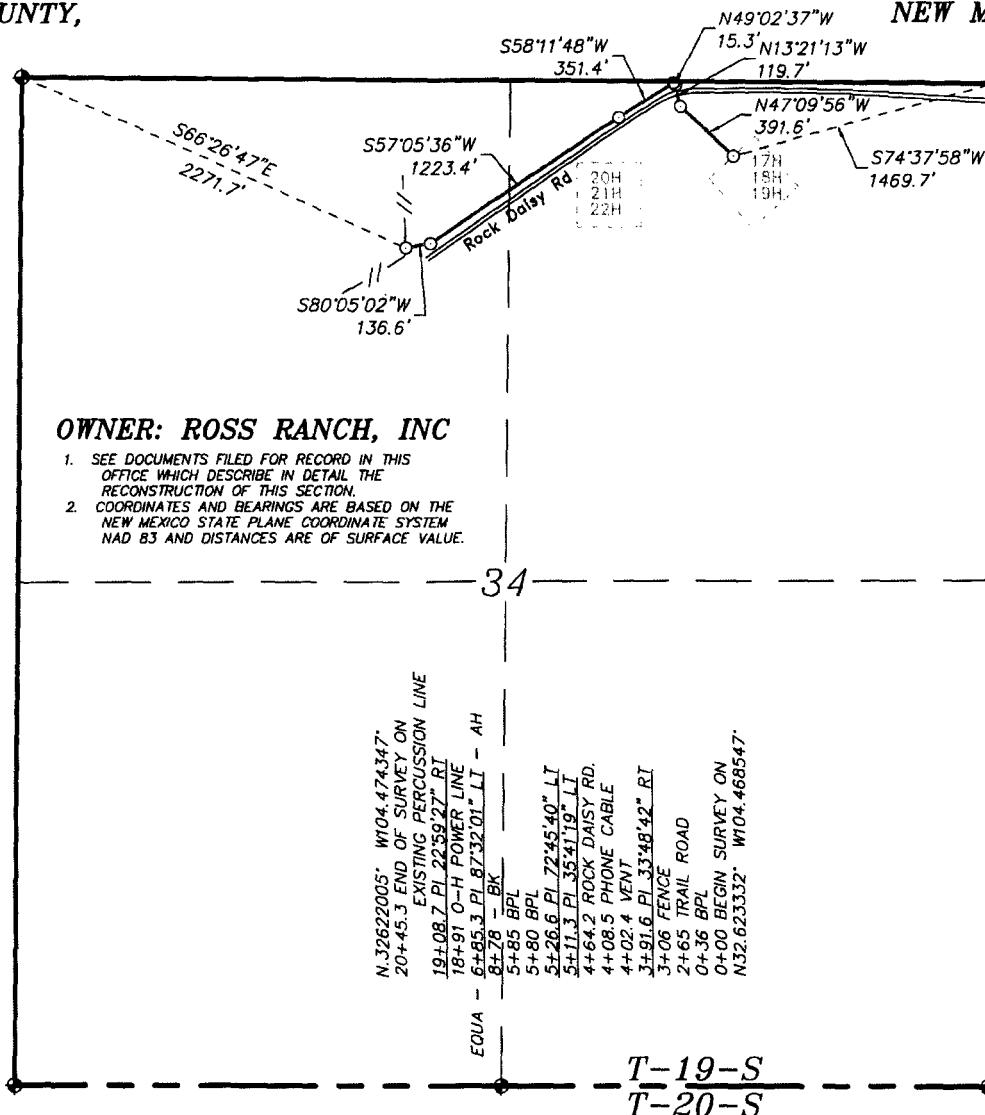 UNTY,
NEW M
N49°02'37"W
15.3'
S58°11'48"W
351.4'
N13°21'13"W
119.7'
N47°09'56"W
391.6'
S66°26'47"E
2271.7'
S57°05'36"W
1223.4'
S74°37'58"W
1469.7'
17H
18H
19H
20H
21H
22H
Rock Daisy Rd
S80°05'02"W
136.6'
OWNER: ROSS RANCH, INC
1. SEE DOCUMENTS FILED FOR RECORD IN THIS
OFFICE WHICH DESCRIBE IN DETAIL THE
RECONSTRUCTION OF THIS SECTION.
2. COORDINATES AND BEARINGS ARE BASED ON THE
NEW MEXICO STATE PLANE COORDINATE SYSTEM
NAD 83 AND DISTANCES ARE OF SURFACE VALUE.
34
N.32622005° W104.474347°
20+45.3 END OF SURVEY ON
EXISTING PERCUSSION LINE
19+08.7 PI 22°59'27" RT
18+91 O-H POWER LINE
EQUA - 6+85.3 PI 87°32'01" LT - AH
8+78 - BK
5+85 BPL
5+80 BPL
5+26.6 PI 72°45'40" LT
5+11.3 PI 35°41'19" LT
4+64.2 ROCK DAISY RD.
4+08.5 PHONE CABLE
4+02.4 VENT
3+91.6 PI 33°48'42" RT
3+06 FENCE
2+65 TRAIL ROAD
0+36 BPL
0+00 BEGIN SURVEY ON
N32.623332° W104.468547°
T-19-S
T-20-S